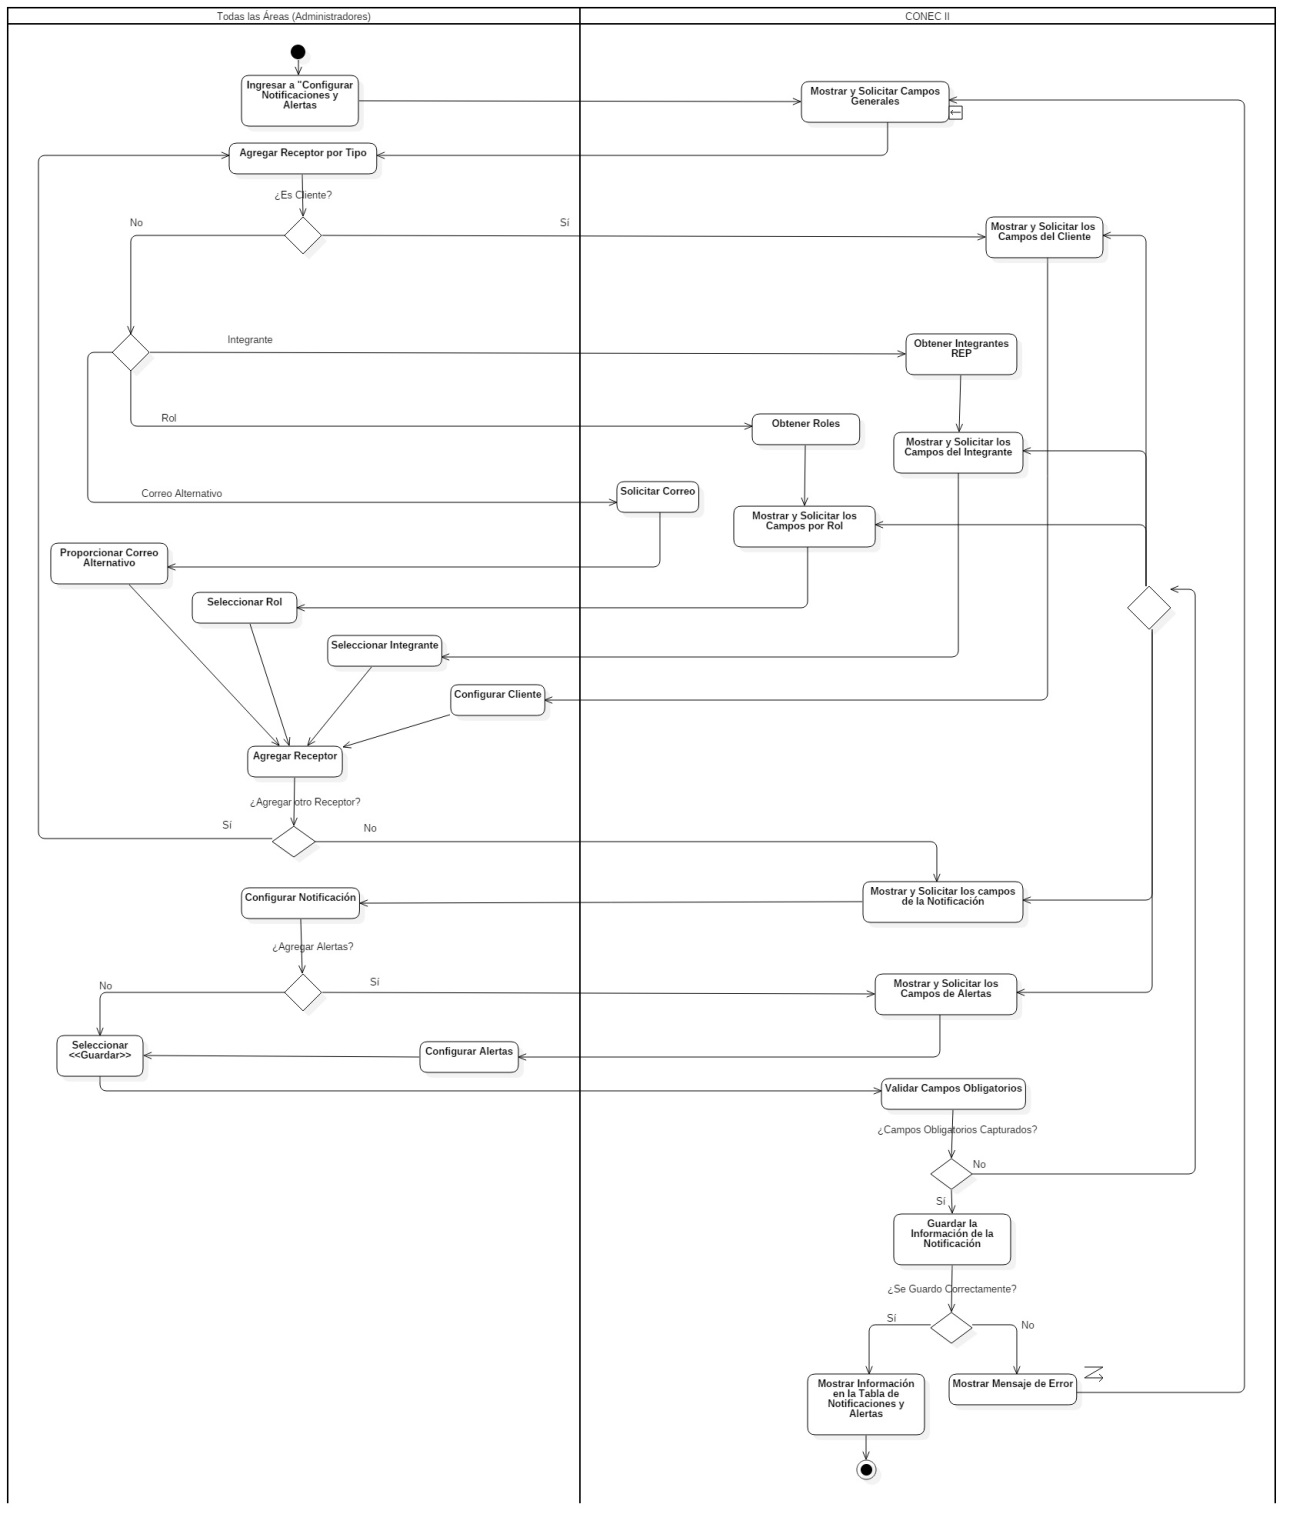 Todas las Áreas (Administradores)
CONEC II
Ingresar a "Configurar
Notificaciones y
Alertas
Mostrar y Solicitar Campos
Generales
Agregar Receptor por Tipo
¿Es Cliente?
No
Sí
Mostrar y Solicitar los
Campos del Cliente
Integrante
Obtener Integrantes
REP
Rol
Obtener Roles
Mostrar y Solicitar los
Campos del Integrante
Correo Alternativo
Solicitar Correo
Mostrar y Solicitar los
Campos por Rol
Proporcionar Correo
Alternativo
Seleccionar Rol
Seleccionar Integrante
Configurar Cliente
Agregar Receptor
¿Agregar otro Receptor?
Sí
No
Mostrar y Solicitar los campos
de la Notificación
Configurar Notificación
¿Agregar Alertas?
No
Sí
Mostrar y Solicitar los
Campos de Alertas
Seleccionar
<<Guardar>>
Configurar Alertas
Validar Campos Obligatorios
¿Campos Obligatorios Capturados?
No
Sí
Guardar la
Información de la
Notificación
¿Se Guardo Correctamente?
Sí
No
Mostrar Información
en la Tabla de
Notificaciones y
Alertas
Mostrar Mensaje de Error